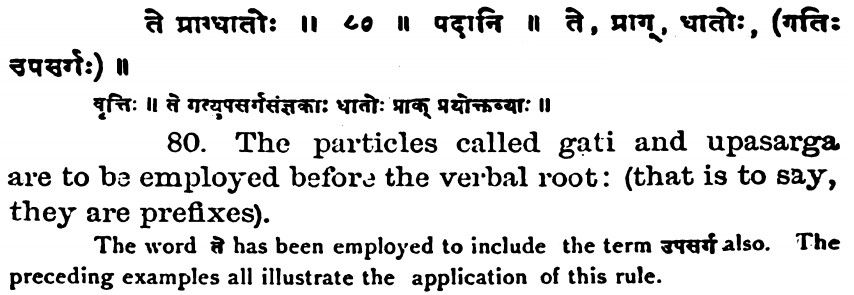 ते प्राग्धातोः ॥ ८० ॥ पदानि ॥ ते, प्राग्, धातोः, (गतिः
उपसर्गः) ॥
वृत्तिः ॥ ते गत्युपसर्गसंज्ञकाः धातोः प्राक् प्रयोक्तव्याः ॥
80. The particles called gati and upasarga
are to be employed before the verbal root: (that is to say,
they are prefixes).
The word ते has been employed to include the term उपसर्ग also. The
preceding examples all illustrate the application of this rule.